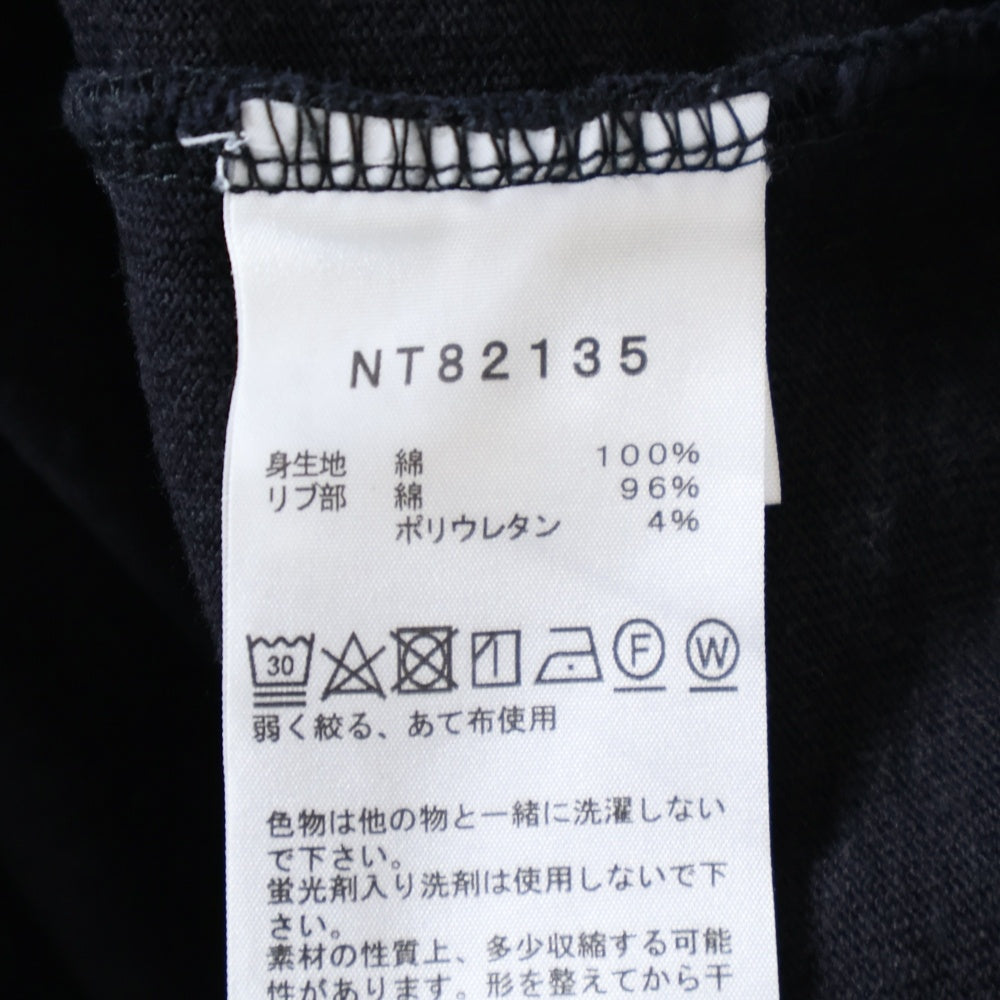 NT82135
身生地 綿 100%
リブ部 綿 96%
ポリウレタン 4%
30 F W
弱く絞る、あて布使用
色物は他の物と一緒に洗濯しない
で下さい。
蛍光剤入り洗剤は使用しないで下
さい。
素材の性質上、多少収縮する可能
性があります。形を整えてから干